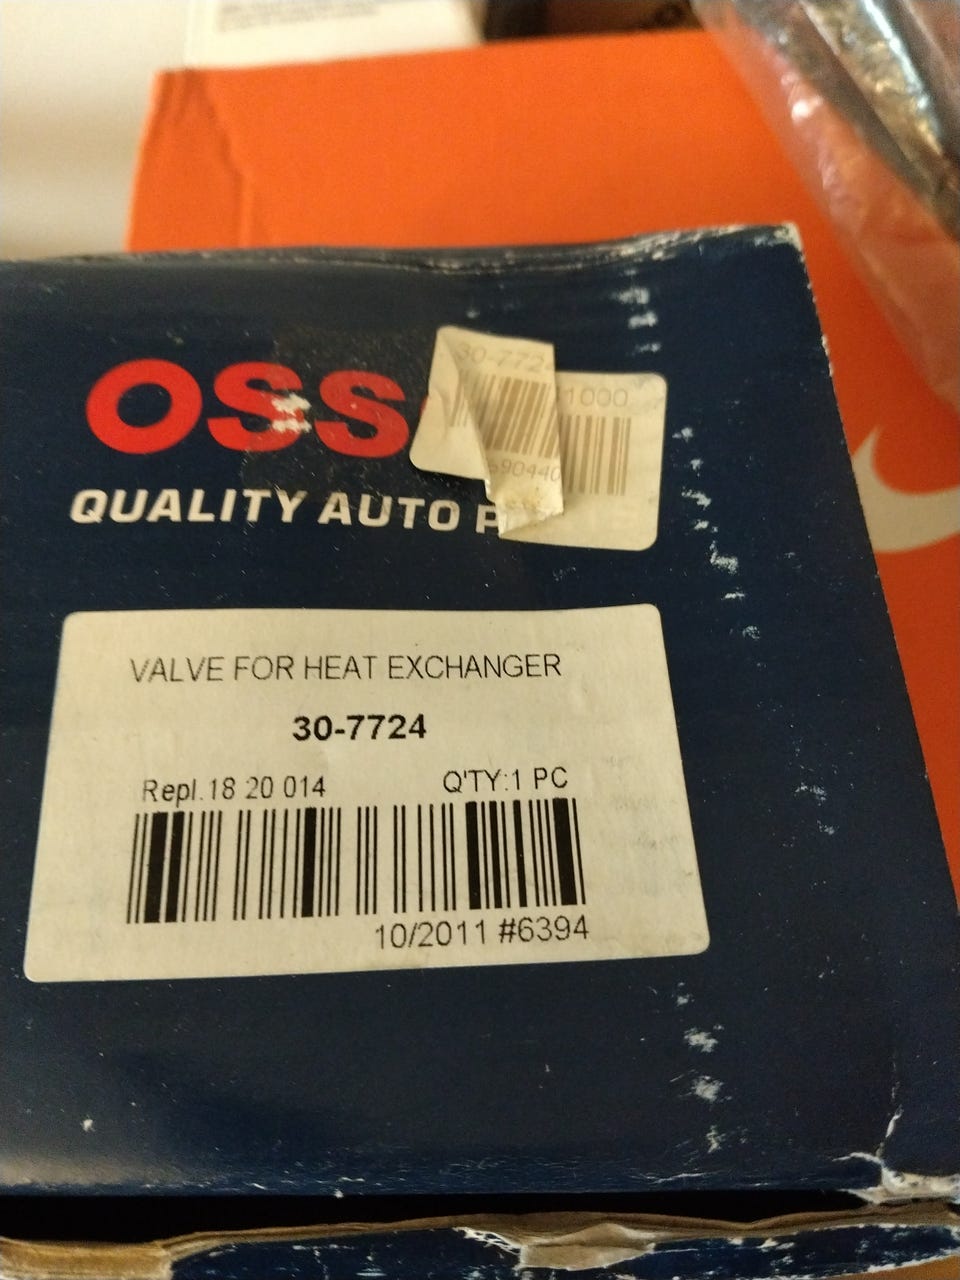 OSS
QUALITY AUTO P
30-772
1000
690440
VALVE FOR HEAT EXCHANGER
30-7724
Repl.18 20 014
Q'TY:1 PC
10/2011 #6394